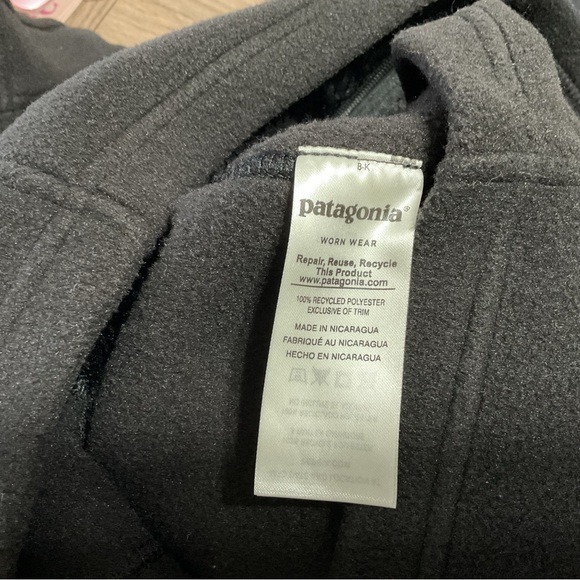 B-K
patagonia®
WORN WEAR
Repair, Reuse, Recycle
This Product
www.patagonia.com
100% RECYCLED POLYESTER
EXCLUSIVE OF TRIM
MADE IN NICARAGUA
FABRIQUÉ AU NICARAGUA
HECHO EN NICARAGUA